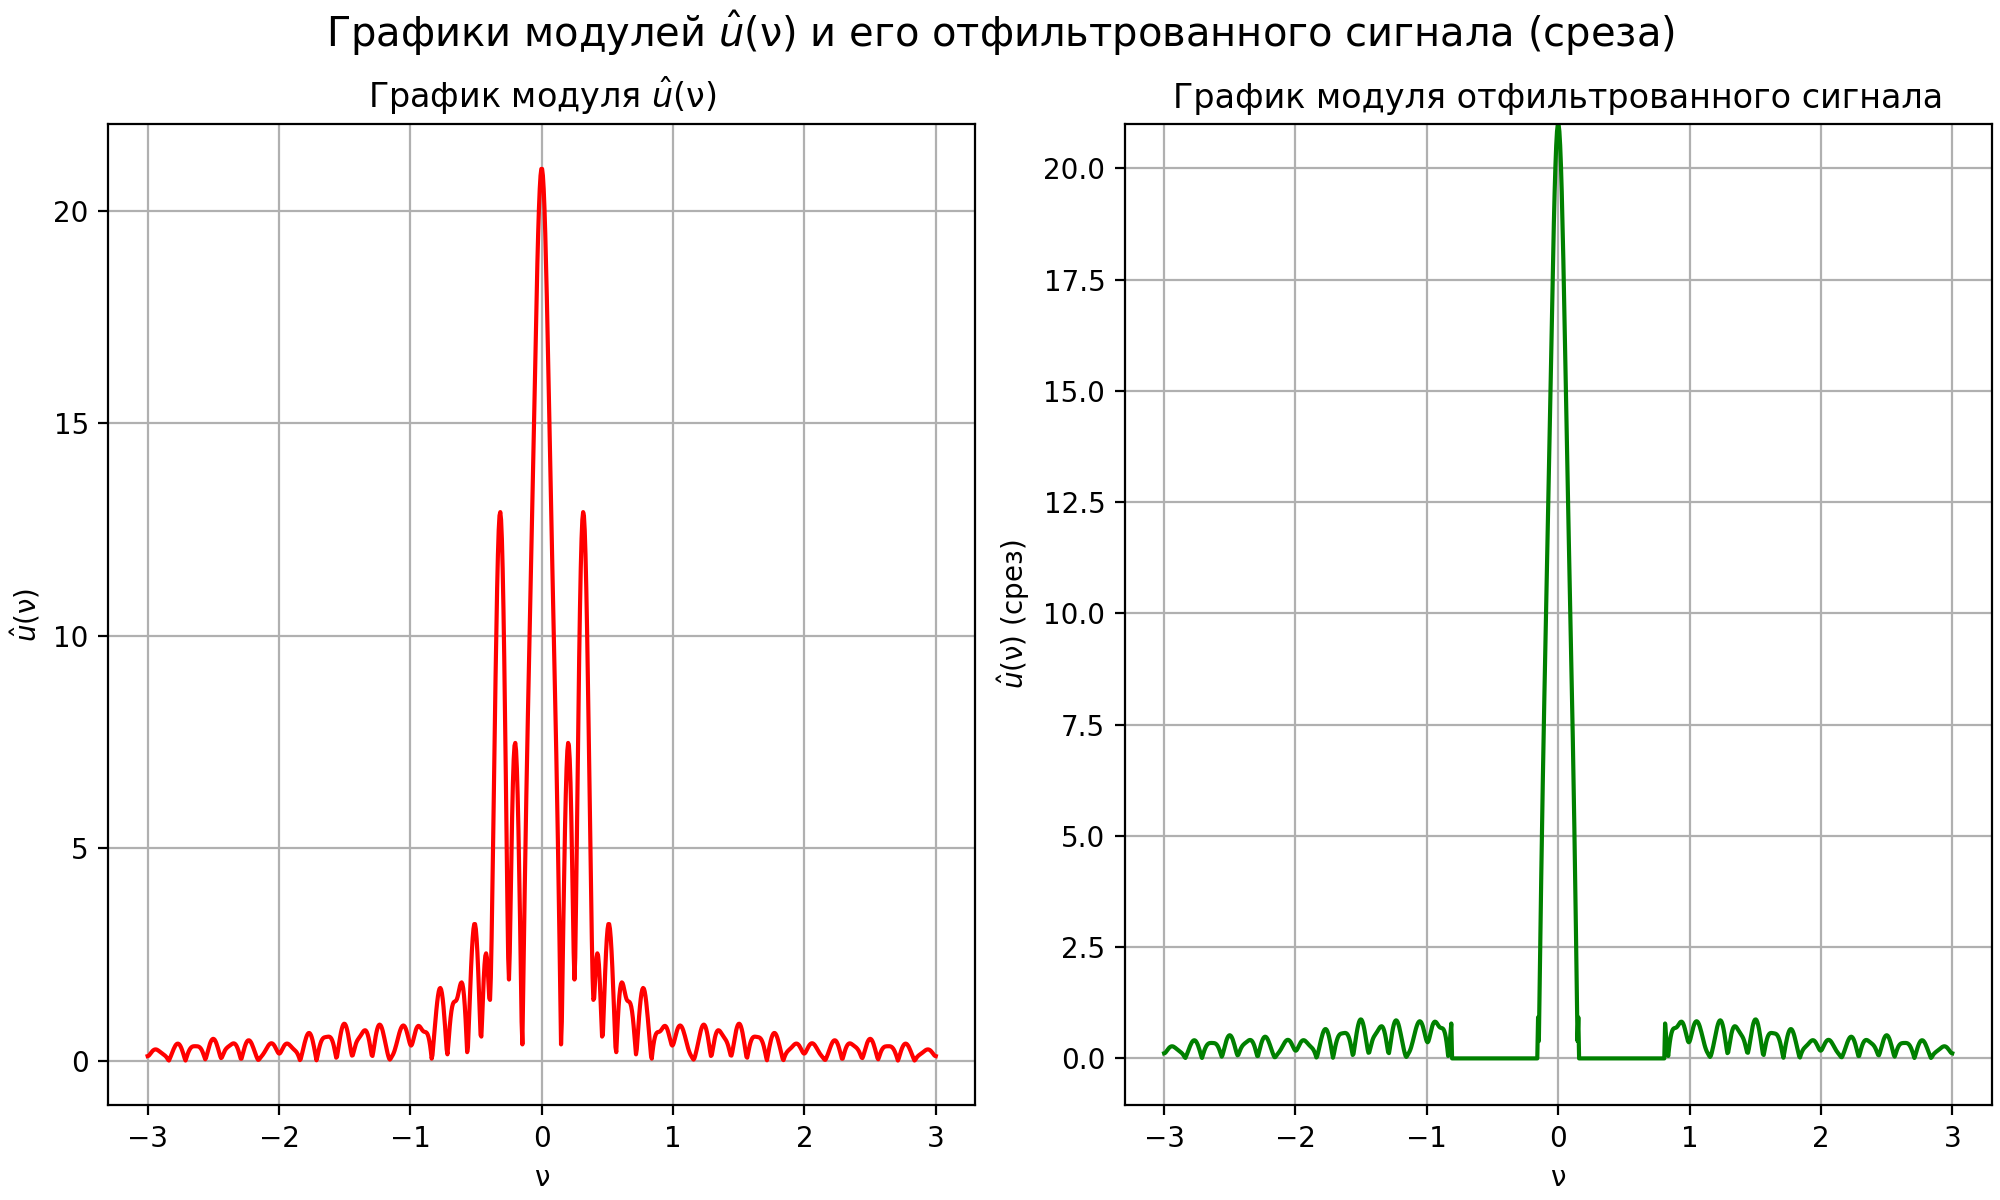 Графики модулей û(ν) и его отфильтрованного сигнала (среза)
График модуля û(ν)
û(ν)
20
15
10
5
0
−3 −2 −1 0 1 2 3
ν
График модуля отфильтрованного сигнала
û(ν) (срез)
20.0
17.5
15.0
12.5
10.0
7.5
5.0
2.5
0.0
−3 −2 −1 0 1 2 3
ν